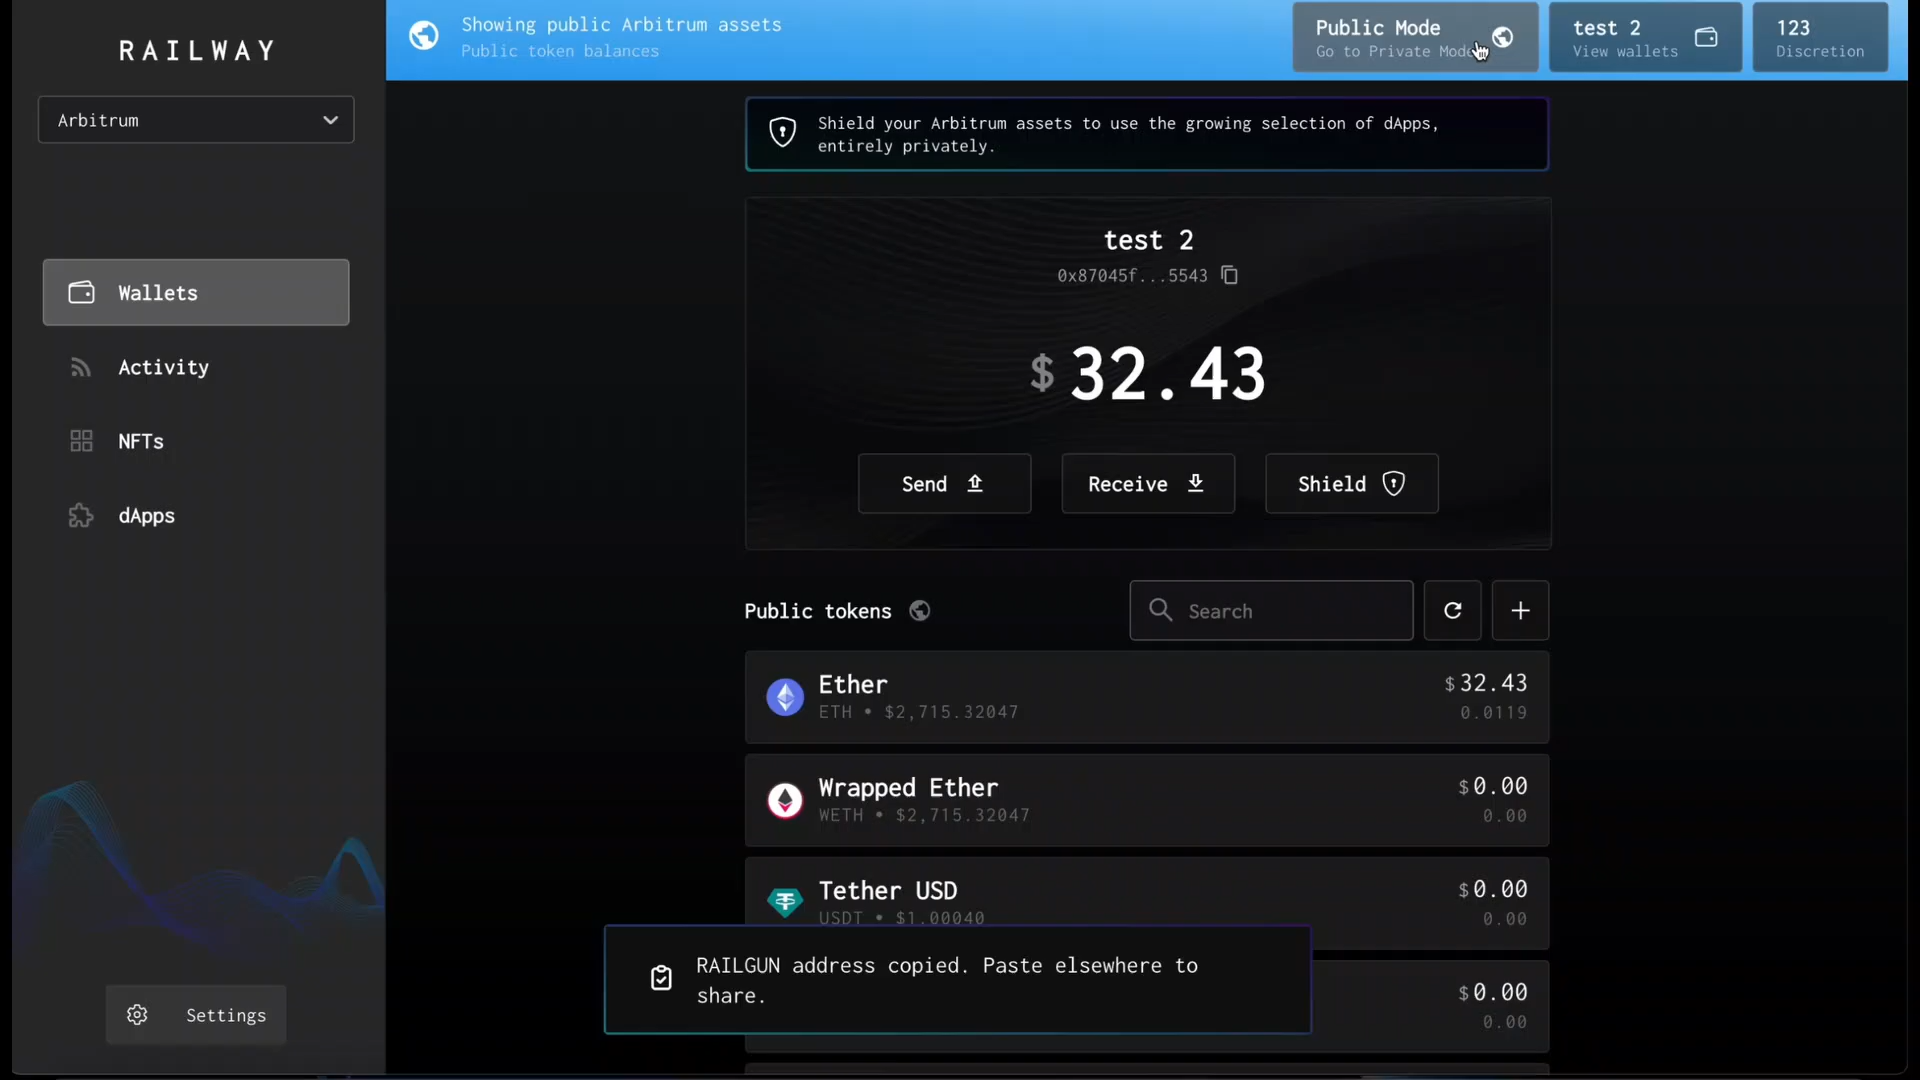 RAILWAY
Arbitrum
Wallets
Activity
NFTs
dApps
Settings
Showing public Arbitrum assets
Public token balances
Public Mode
Go to Private Mode
test 2
View wallets
123
Discretion
Shield your Arbitrum assets to use the growing selection of dApps,
entirely privately.
test 2
0x87045f...5543
$32.43
Send
Receive
Shield
Public tokens
Search
Ether
ETH • $2,715.32047
$32.43
0.0119
Wrapped Ether
WETH • $2,715.32047
$0.00
0.00
Tether USD
USDT • $1.00040
$0.00
0.00
RAILGUN address copied. Paste elsewhere to
share.
$0.00
0.00